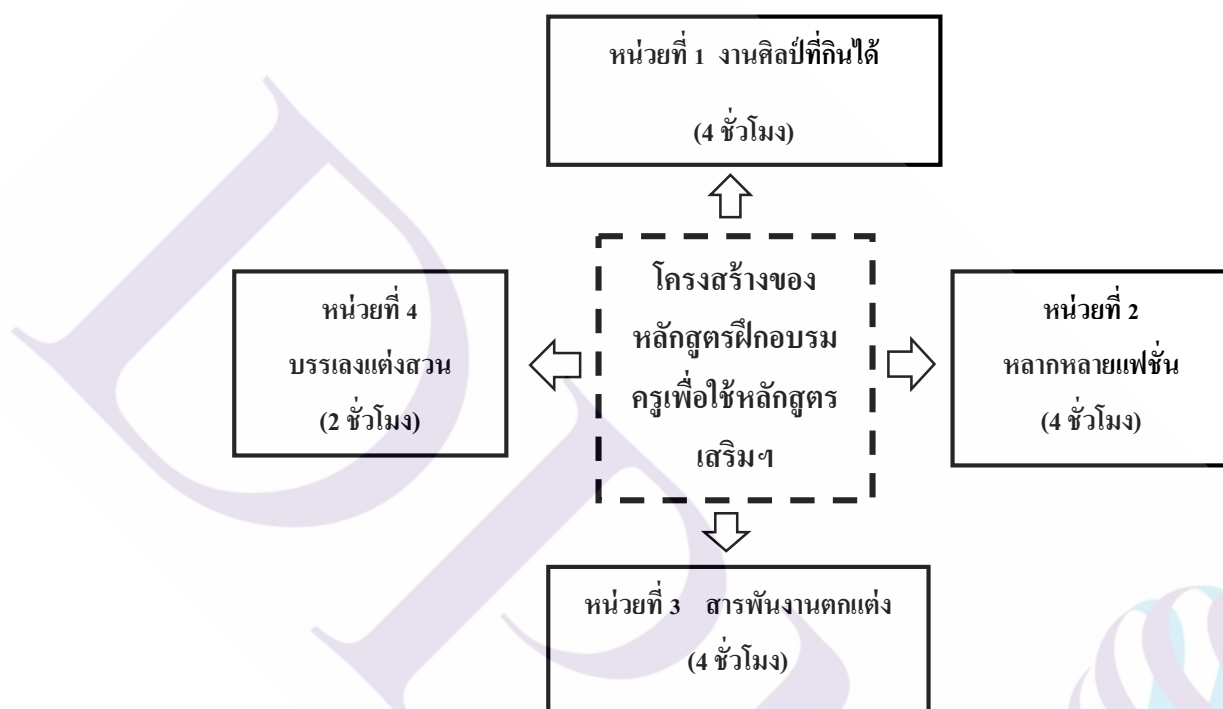 หน่วยที่ 1 งานศิลป์ที่กินได้
(4 ชั่วโมง)
โครงสร้างของ
หลักสูตรฝึกอบรม
ครูเพื่อใช้หลักสูตร
เสริมฯ
หน่วยที่ 4
บรรเลงแต่งสวน
(2 ชั่วโมง)
หน่วยที่ 2
หลากหลายแฟชั่น
(4 ชั่วโมง)
หน่วยที่ 3 สารพันงานตกแต่ง
(4 ชั่วโมง)